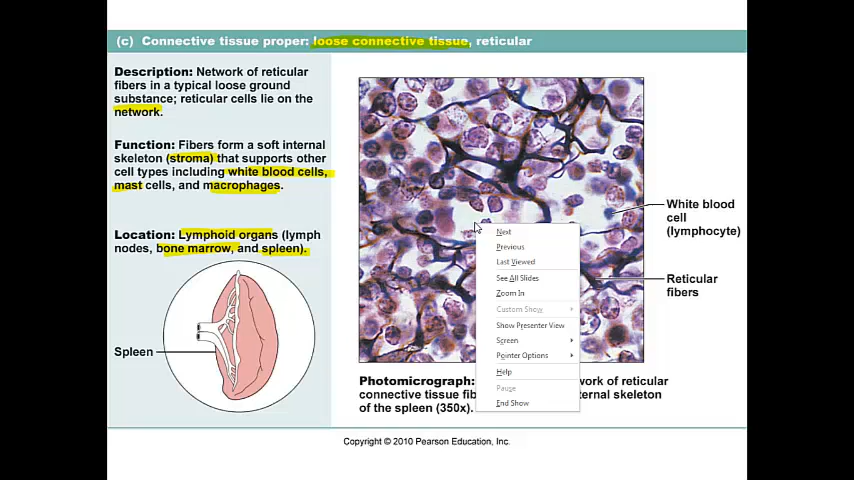 (c) Connective tissue proper: loose connective tissue, reticular
Description: Network of reticular
fibers in a typical loose ground
substance; reticular cells lie on the
network.
Function: Fibers form a soft internal
skeleton (stroma) that supports other
cell types including white blood cells,
mast cells, and macrophages.
Location: Lymphoid organs (lymph
nodes, bone marrow, and spleen).
Spleen
White blood
cell
(lymphocyte)
Reticular
fibers
Next
Previous
Last Viewed
See All Slides
Zoom In
Custom Show
Show Presenter View
Screen
Pointer Options
Help
Pause
End Show
Photomicrograph: work of reticular
connective tissue fib ternal skeleton
of the spleen (350x).
Copyright © 2010 Pearson Education, Inc.